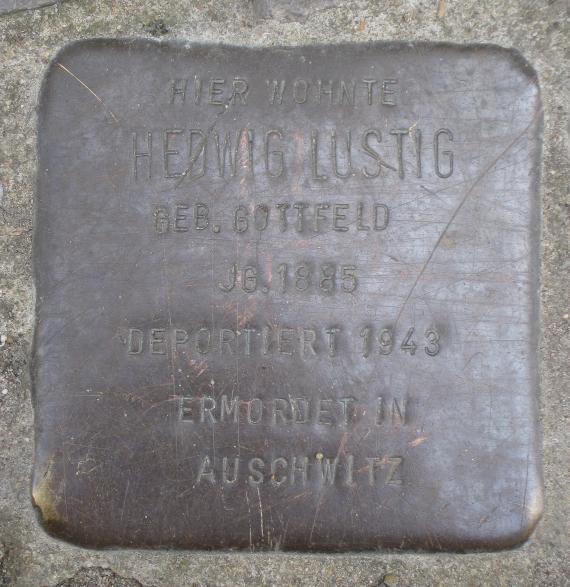 HIER WOHNTE
HEDWIG LUSTIG
GEB. GOTTFELD
JG. 1885
DEPORTIERT 1943
ERMORDET IN
AUSCHWITZ